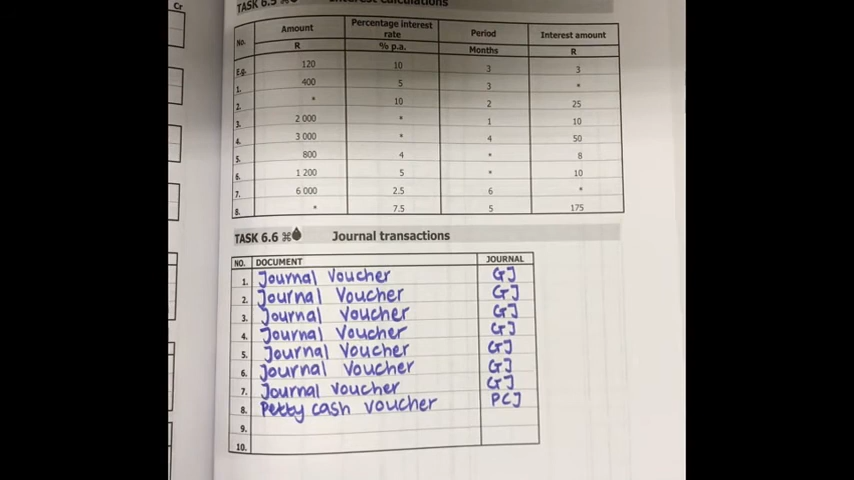 Cr
TASK 6.5 ⌘ Interest calculations
No. Amount Percentage interest rate Period Interest amount
R % p.a. Months R
E.g. 120 10 3 3
1. 400 5 3 *
2. * 10 2 25
3. 2 000 * 1 10
4. 3 000 * 4 50
5. 800 4 * 8
6. 1 200 5 * 10
7. 6 000 2.5 6 *
8. * 7.5 5 175
TASK 6.6 ⌘ Journal transactions
NO. DOCUMENT JOURNAL
1. Journal Voucher GJ
2. Journal Voucher GJ
3. Journal Voucher GJ
4. Journal Voucher GJ
5. Journal Voucher GJ
6. Journal Voucher GJ
7. Journal voucher GJ
8. Petty cash voucher PCJ
9.
10.